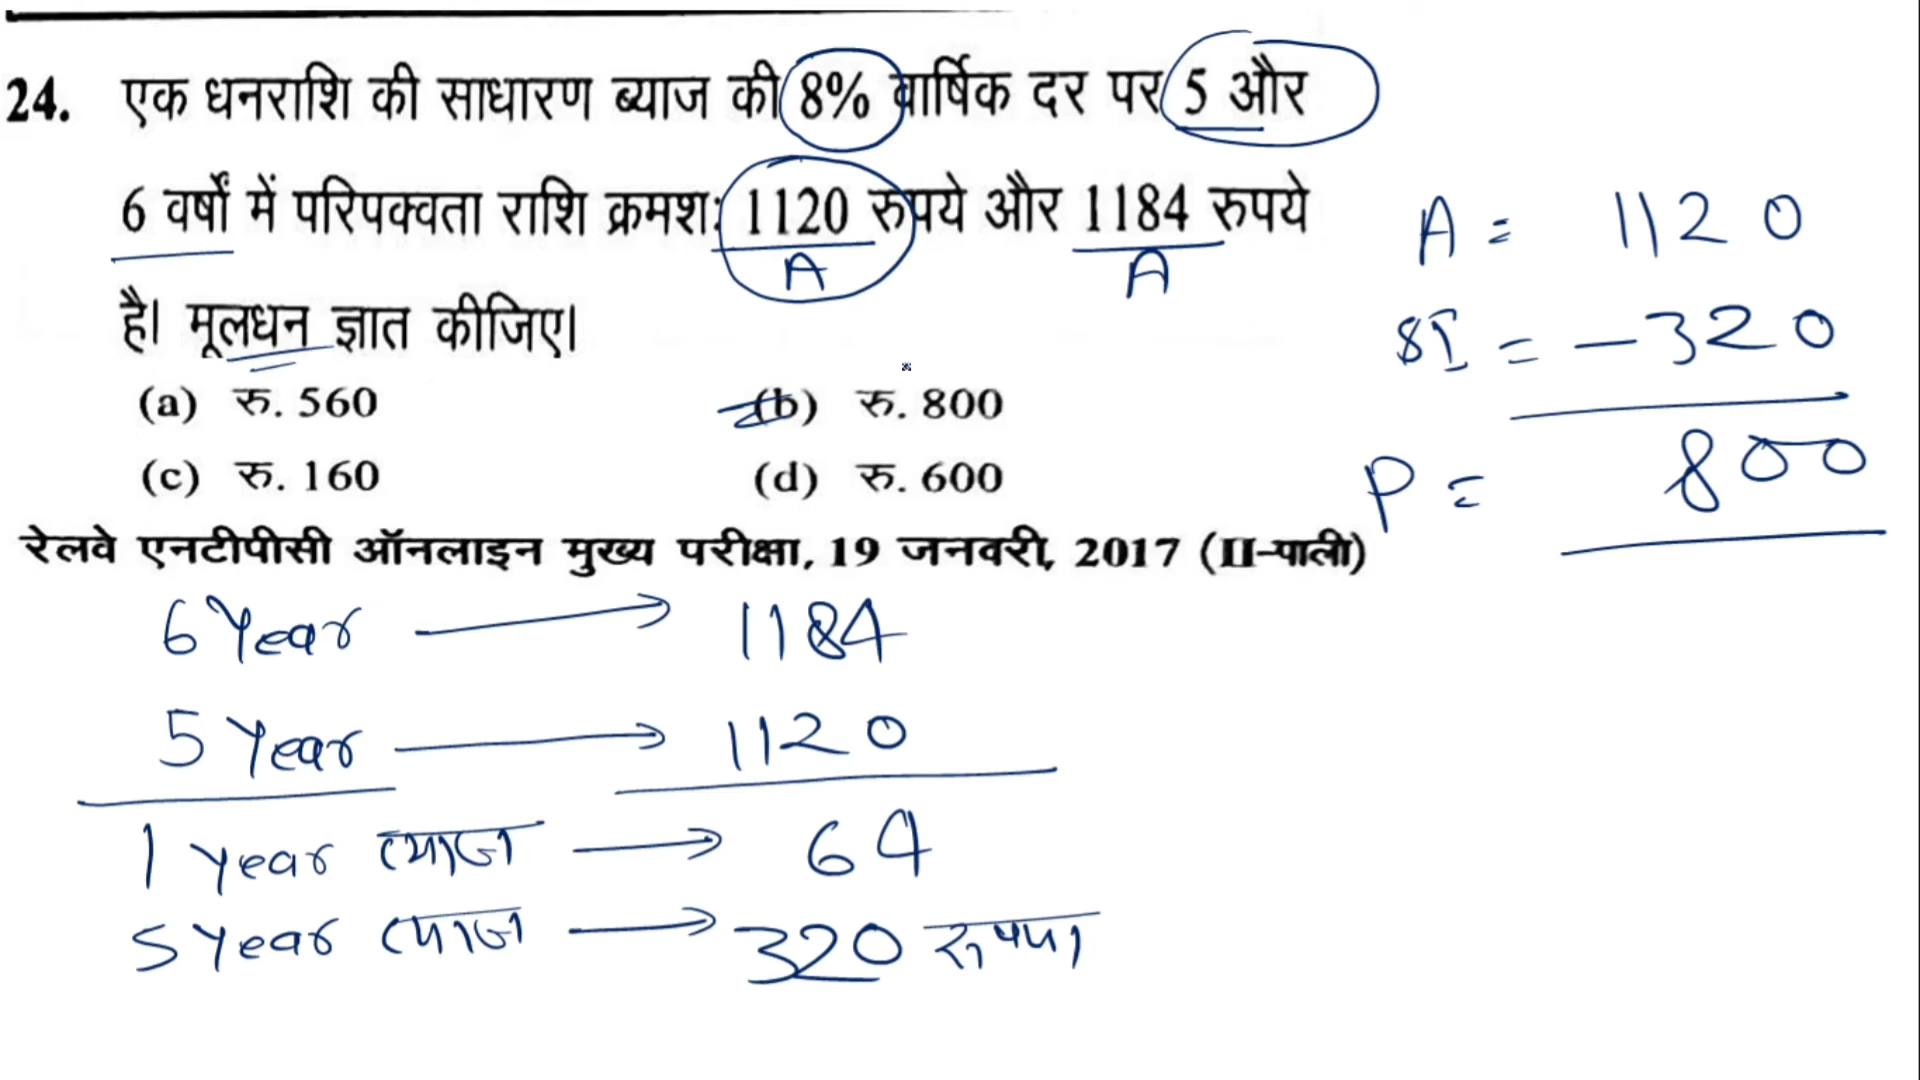 24. एक धनराशि की साधारण ब्याज की 8% वार्षिक दर पर 5 और
6 वर्षों में परिपक्वता राशि क्रमश: 1120 रुपये और 1184 रुपये
A A
है। मूलधन ज्ञात कीजिए।
(a) रु. 560 (b) रु. 800
(c) रु. 160 (d) रु. 600
रेलवे एनटीपीसी ऑनलाइन मुख्य परीक्षा, 19 जनवरी, 2017 (II-पाली)
A = 1120
SI = - 320
P = 800
6 Year → 1184
5 Year → 1120
1 year ब्याज → 64
5 Year ब्याज → 320 रुपया